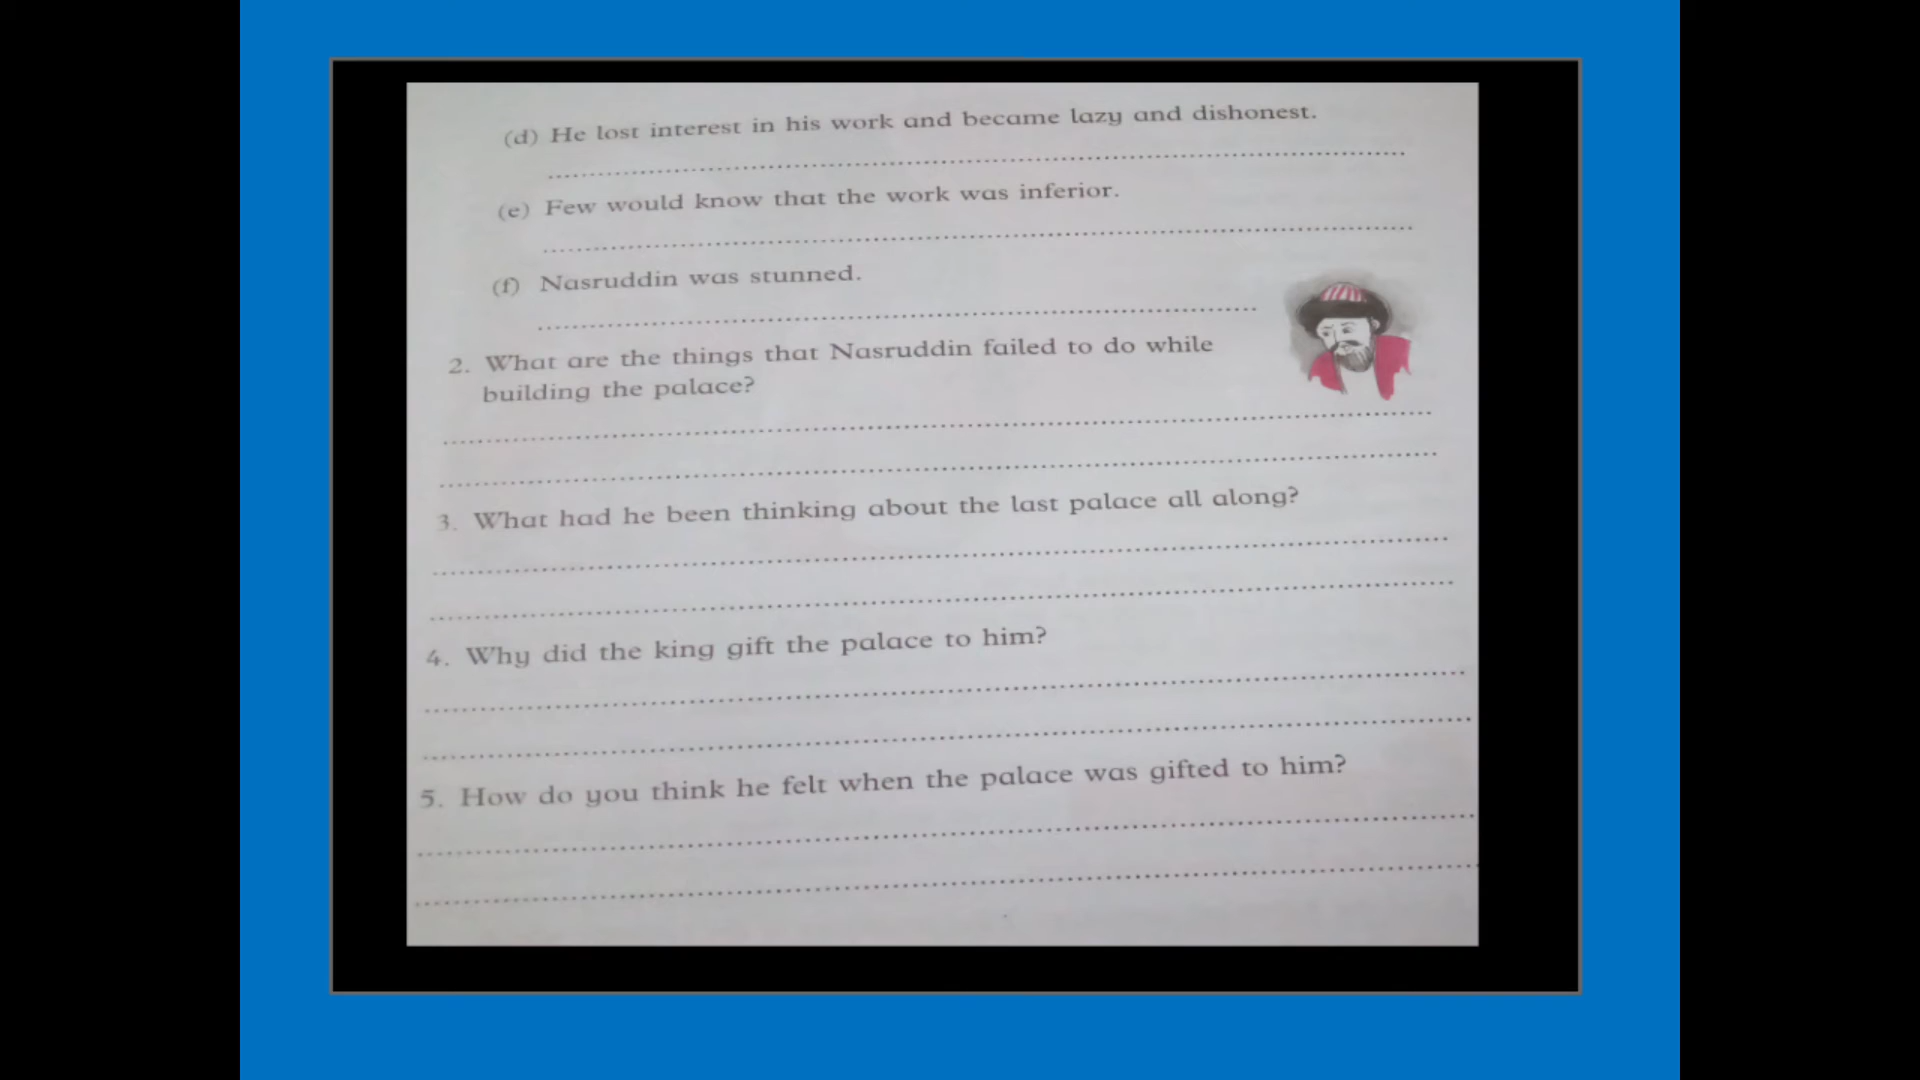 (d) He lost interest in his work and became lazy and dishonest.
(e) Few would know that the work was inferior.
(f) Nasruddin was stunned.
2. What are the things that Nasruddin failed to do while
building the palace?
3. What had he been thinking about the last palace all along?
4. Why did the king gift the palace to him?
5. How do you think he felt when the palace was gifted to him?